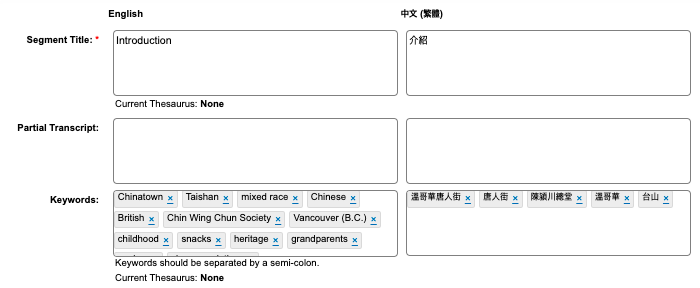 English 中文 (繁體)
Segment Title: * Introduction 介紹
Current Thesaurus: None
Partial Transcript:
Keywords: Chinatown × Taishan × mixed race × Chinese × 溫哥華唐人街 × 唐人街 × 陳潁川總堂 × 溫哥華 × 台山 ×
British × Chin Wing Chun Society × Vancouver (B.C.) ×
childhood × snacks × heritage × grandparents ×
Keywords should be separated by a semi-colon.
Current Thesaurus: None